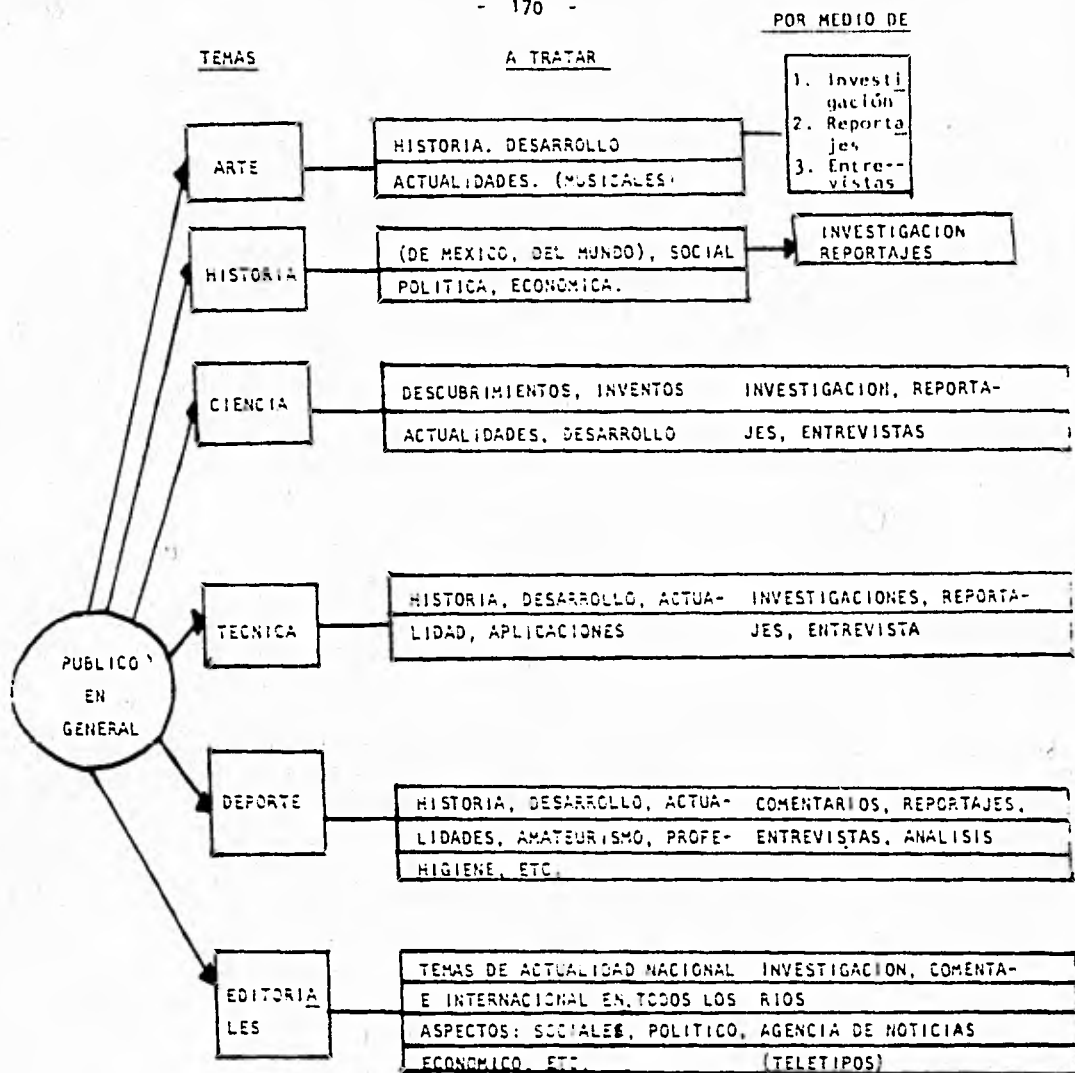 - 170 -
POR MEDIO DE
TEMAS
A TRATAR
1. Investi
gación
2. Reporta
jes
3. Entre--
vistas
ARTE
HISTORIA. DESARROLLO
ACTUALIDADES. (MUSICALES)
HISTORIA
(DE MEXICO, DEL MUNDO), SOCIAL
POLITICA, ECONOMICA.
INVESTIGACION
REPORTAJES
CIENCIA
DESCUBRIMIENTOS, INVENTOS INVESTIGACION, REPORTA-
ACTUALIDADES, DESARROLLO JES, ENTREVISTAS
TECNICA
HISTORIA, DESARROLLO, ACTUA- INVESTIGACIONES, REPORTA-
LIDAD, APLICACIONES JES, ENTREVISTA
PUBLICO
EN
GENERAL
DEPORTE
HISTORIA, DESARROLLO, ACTUA- COMENTARIOS, REPORTAJES,
LIDADES, AMATEURISMO, PROFE- ENTREVISTAS, ANALISIS
HIGIENE, ETC.
EDITORIA
LES
TEMAS DE ACTUALIDAD NACIONAL INVESTIGACION, COMENTA-
E INTERNACIONAL EN TODOS LOS RIOS
ASPECTOS: SOCIALES, POLITICO, AGENCIA DE NOTICIAS
ECONOMICO, ETC. (TELETIPOS)